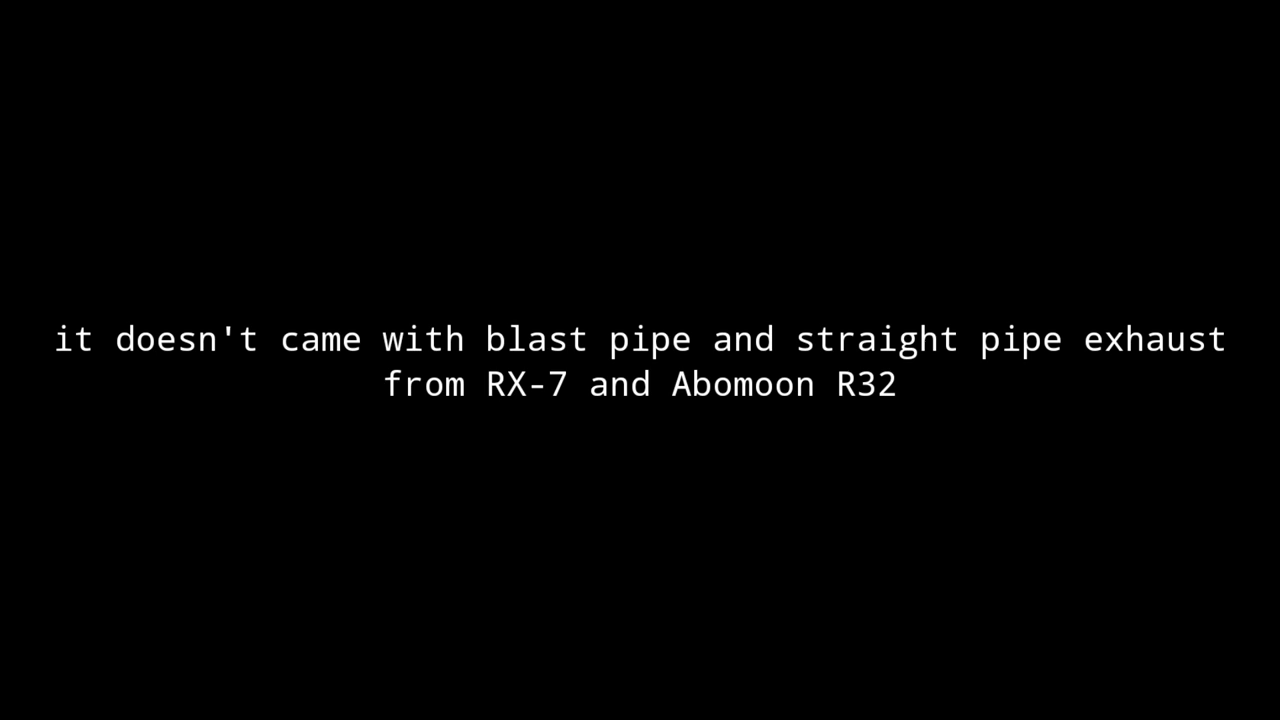 it doesn't came with blast pipe and straight pipe exhaust
from RX-7 and Abomoon R32